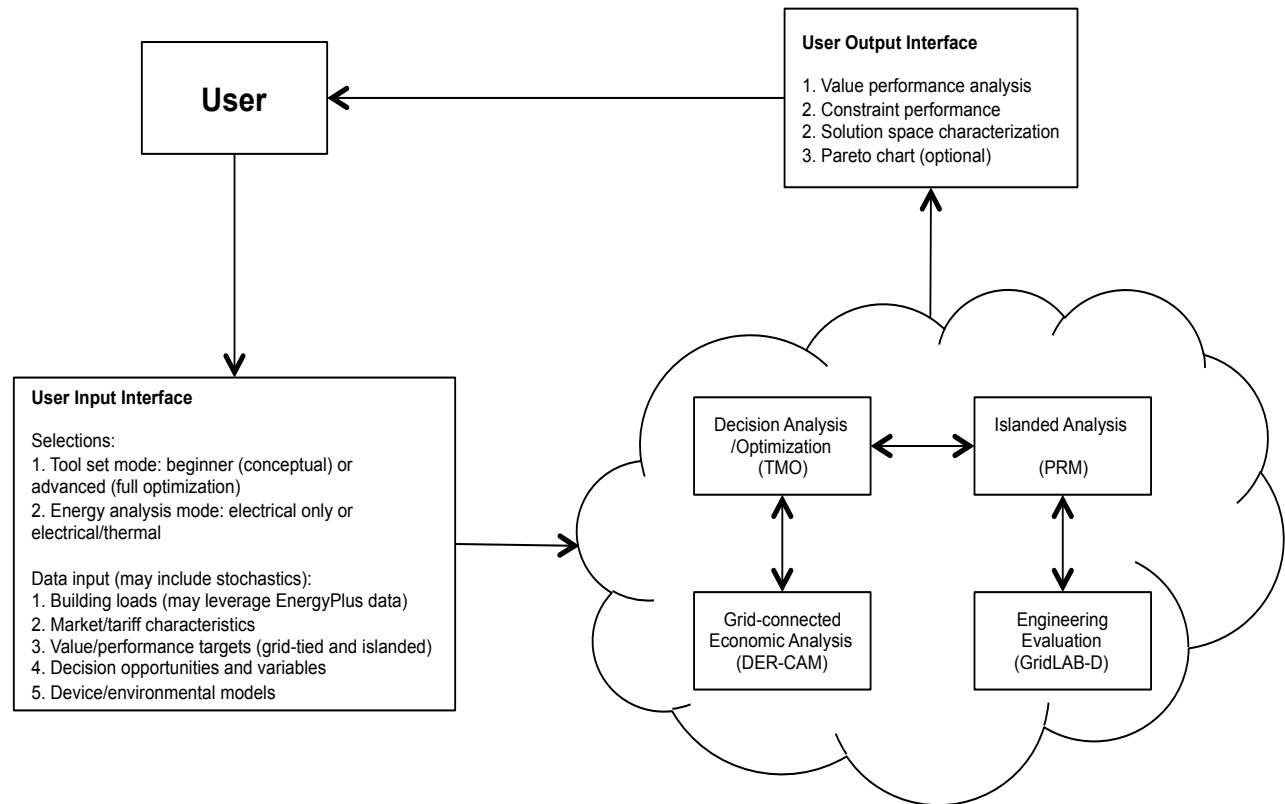 User
User Output Interface
1. Value performance analysis
2. Constraint performance
2. Solution space characterization
3. Pareto chart (optional)
User Input Interface
Selections:
1. Tool set mode: beginner (conceptual) or
advanced (full optimization)
2. Energy analysis mode: electrical only or
electrical/thermal
Data input (may include stochastics):
1. Building loads (may leverage EnergyPlus data)
2. Market/tariff characteristics
3. Value/performance targets (grid-tied and islanded)
4. Decision opportunities and variables
5. Device/environmental models
Decision Analysis
/Optimization
(TMO)
Islanded Analysis
(PRM)
Grid-connected
Economic Analysis
(DER-CAM)
Engineering
Evaluation
(GridLAB-D)